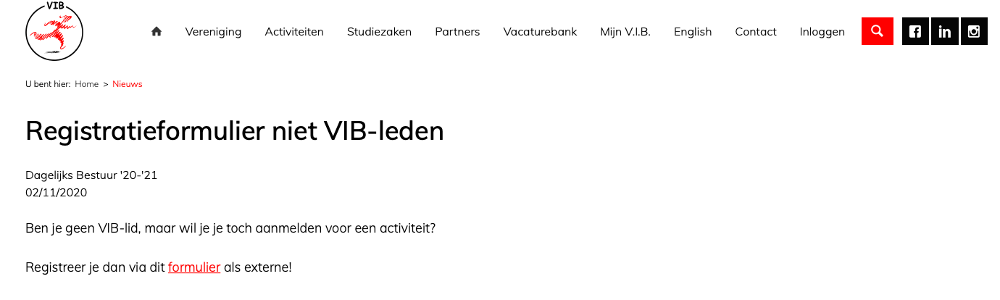 VIB
Vereniging Activiteiten Studiezaken Partners Vacaturebank Mijn V.I.B. English Contact Inloggen
U bent hier: Home > Nieuws
Registratieformulier niet VIB-leden
Dagelijks Bestuur '20-'21
02/11/2020
Ben je geen VIB-lid, maar wil je je toch aanmelden voor een activiteit?
Registreer je dan via dit formulier als externe!